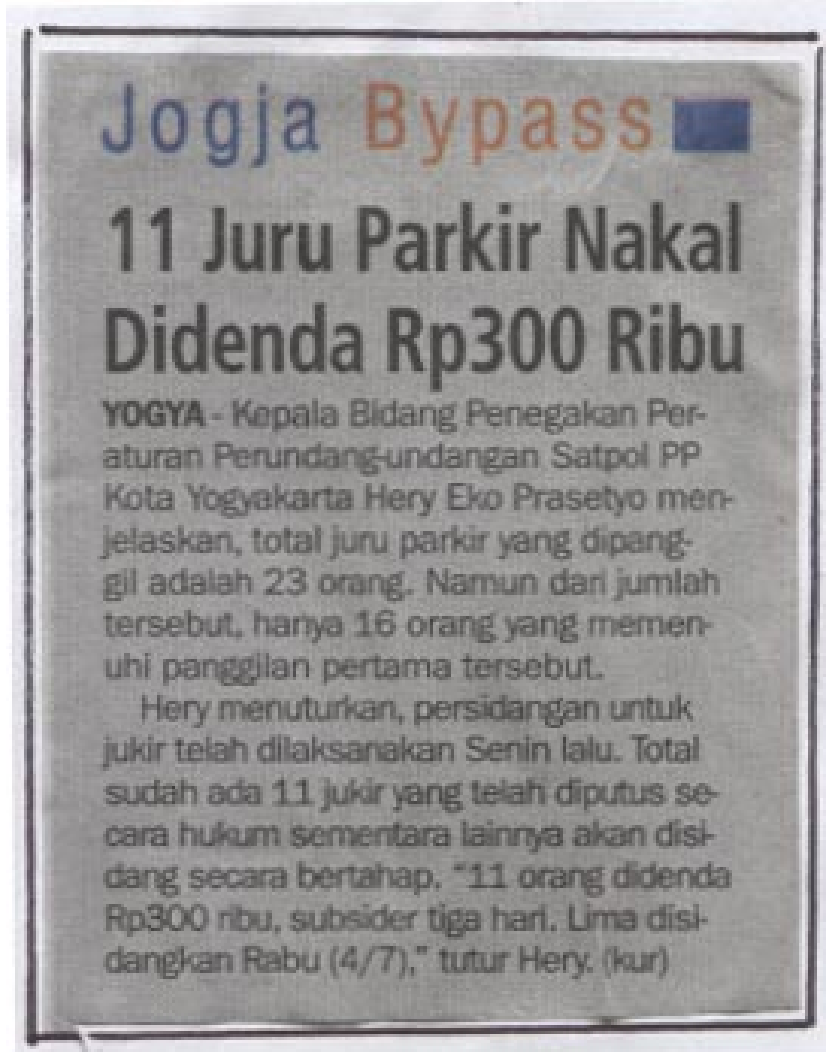 Jogja Bypass
11 Juru Parkir Nakal
Didenda Rp300 Ribu
YOGYA - Kepala Bidang Penegakan Per-
aturan Perundang-undangan Satpol PP
Kota Yogyakarta Hery Eko Prasetyo men-
jelaskan, total juru parkir yang dipang-
gil adalah 23 orang. Namun dari jumlah
tersebut, hanya 16 orang yang memen-
uhi panggilan pertama tersebut.
Hery menuturkan, persidangan untuk
jukir telah dilaksanakan Senin lalu. Total
sudah ada 11 jukir yang telah diputus se-
cara hukum sementara lainnya akan disi-
dang secara bertahap. "11 orang didenda
Rp300 ribu, subsider tiga hari. Lima disi-
dangkan Rabu (4/7)," tutur Hery. (kur)